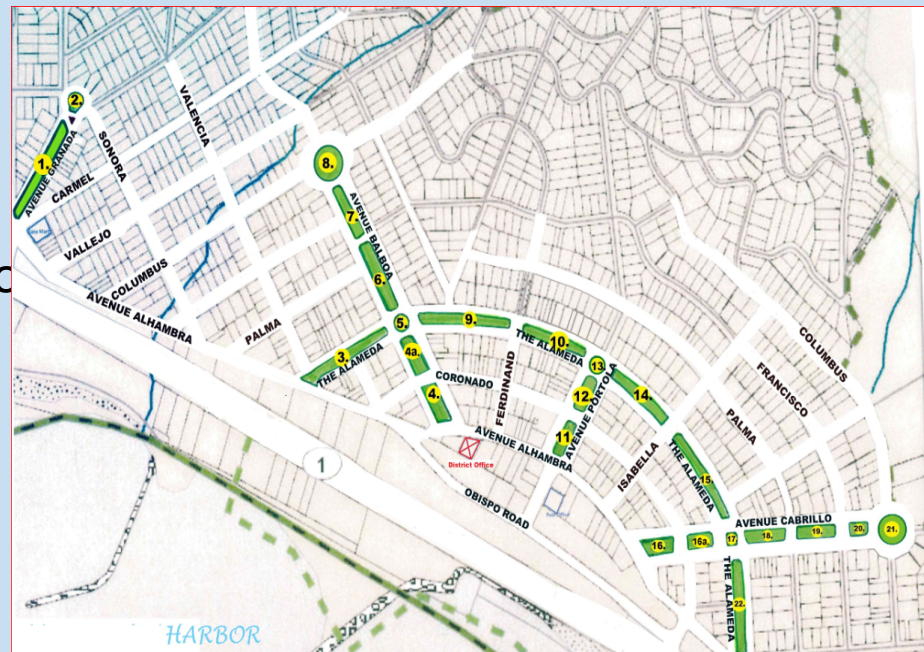 2.
VALENCIA
SONORA
1.
AVENUE GRANADA
CARMEL
8.
VALLEJO
7.
AVENUE BALBOA
COLUMBUS
6.
C
AVENUE ALHAMBRA
PALMA
5.
9.
3.
THE ALAMEDA
4a.
THE ALAMEDA
10.
13.
COLUMBUS
CORONADO
FERDINAND
12.
AVENUE PORTOLA
14.
FRANCISCO
4.
PALMA
11
AVENUE ALHAMBRA
District Office
1
ISABELLA
THE ALAMEDA
15.
OBISPO ROAD
AVENUE CABRILLO
16.
16a.
17.
18.
19.
20.
21.
THE ALAMEDA
22.
HARBOR